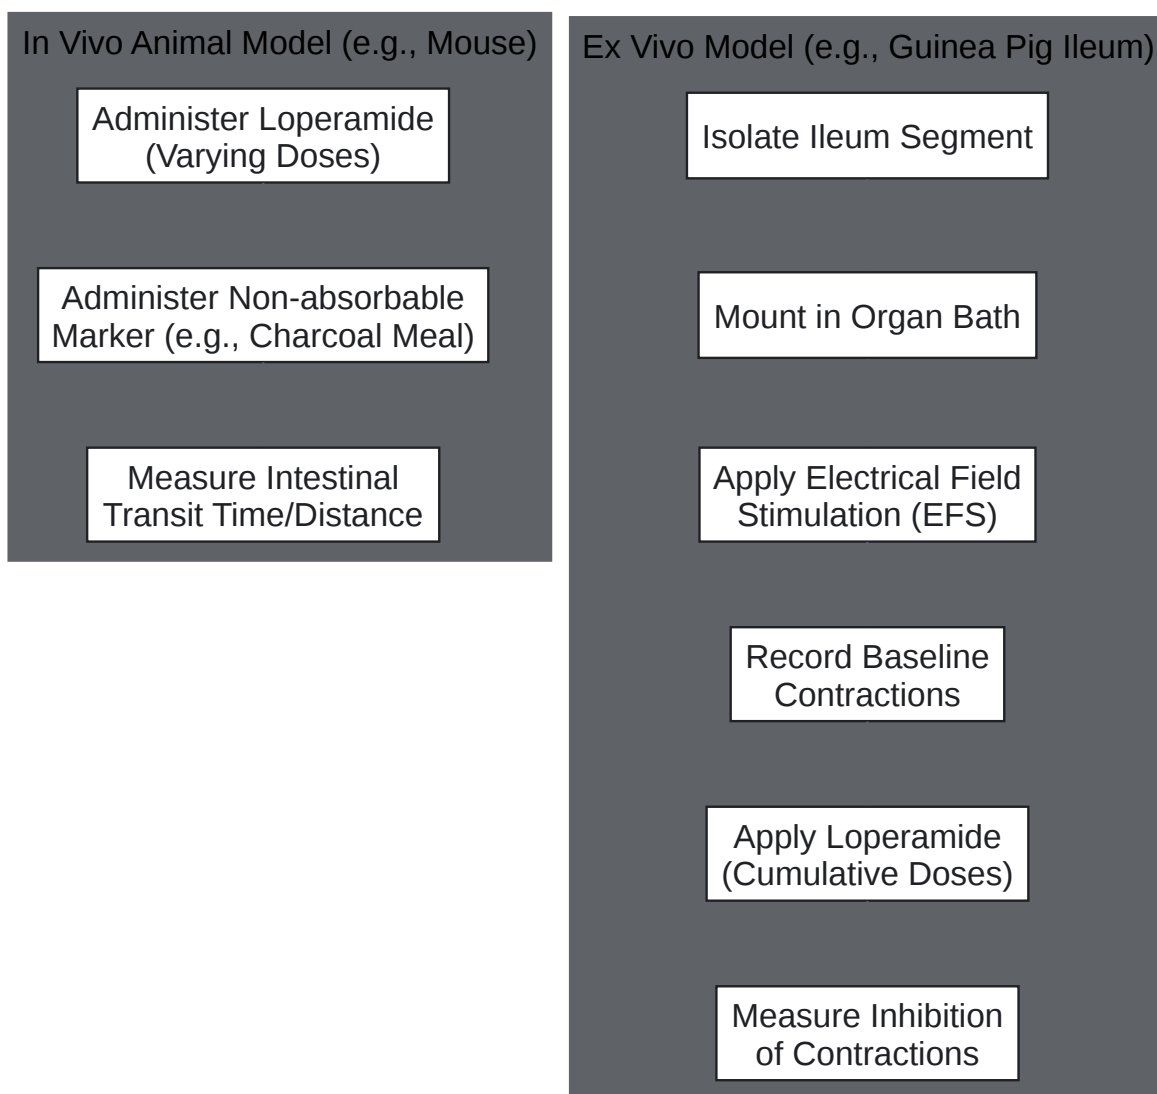 In Vivo Animal Model (e.g., Mouse)
Administer Loperamide
(Varying Doses)
Administer Non-absorbable
Marker (e.g., Charcoal Meal)
Measure Intestinal
Transit Time/Distance
Ex Vivo Model (e.g., Guinea Pig Ileum)
Isolate Ileum Segment
Mount in Organ Bath
Apply Electrical Field
Stimulation (EFS)
Record Baseline
Contractions
Apply Loperamide
(Cumulative Doses)
Measure Inhibition
of Contractions